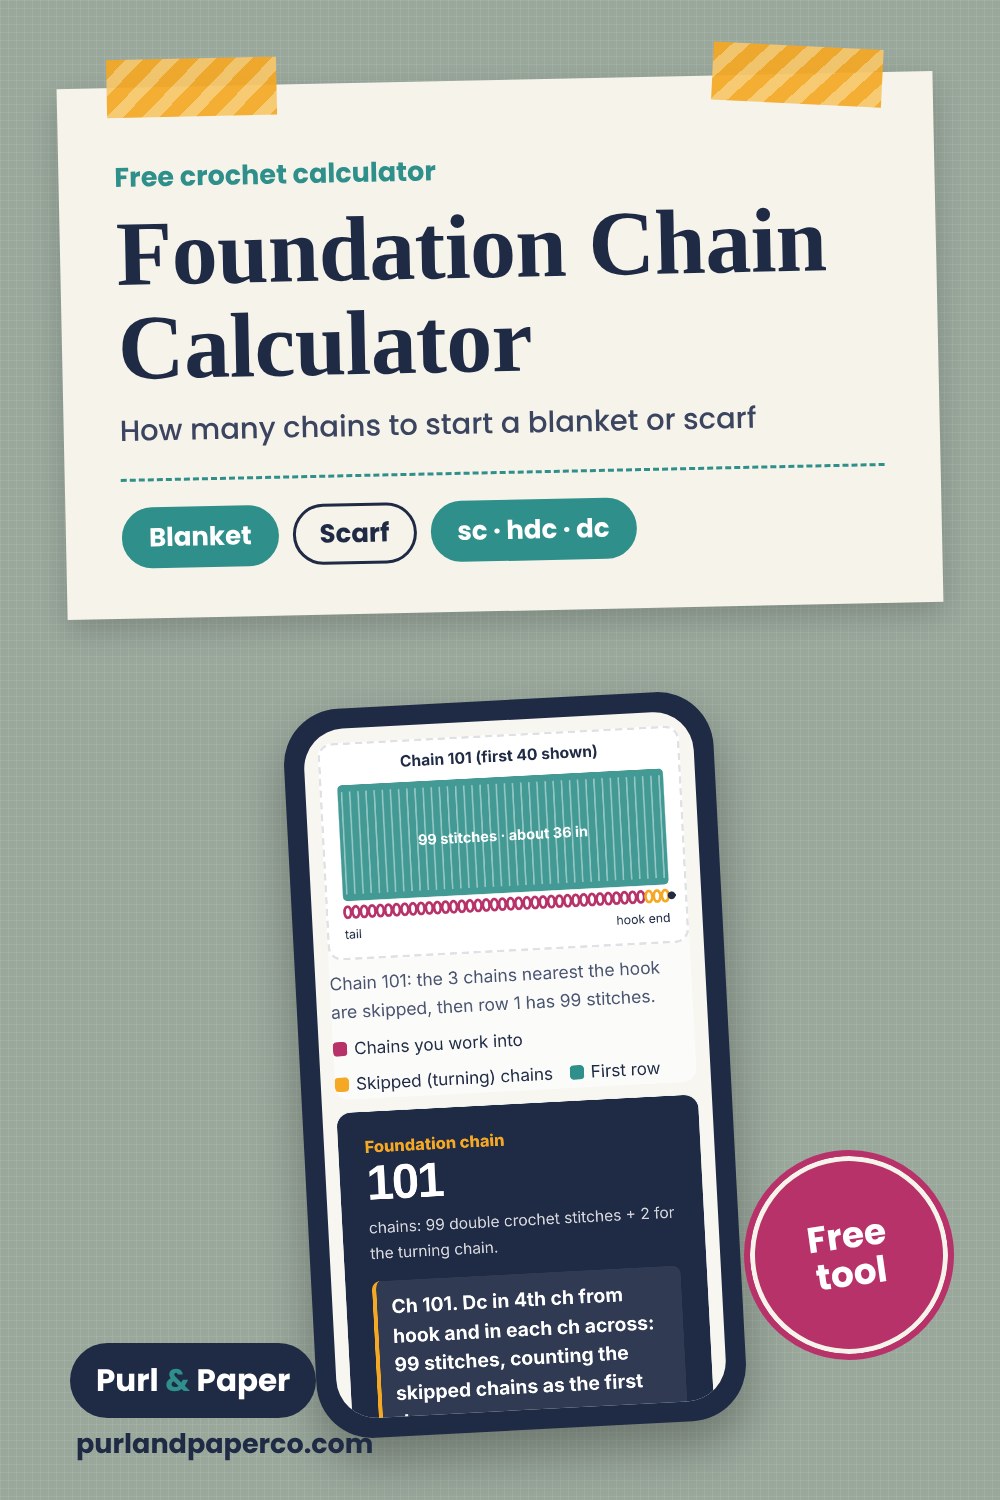 Free crochet calculator
Foundation Chain
Calculator
How many chains to start a blanket or scarf
Blanket
Scarf
sc · hdc · dc
Chain 101 (first 40 shown)
99 stitches · about 36 in
tail
hook end
Chain 101: the 3 chains nearest the hook
are skipped, then row 1 has 99 stitches.
Chains you work into
Skipped (turning) chains
First row
Foundation chain
101
chains: 99 double crochet stitches + 2 for
the turning chain.
Ch 101. Dc in 4th ch from
hook and in each ch across:
99 stitches, counting the
skipped chains as the first
Free
tool
Purl & Paper
purlandpaperco.com